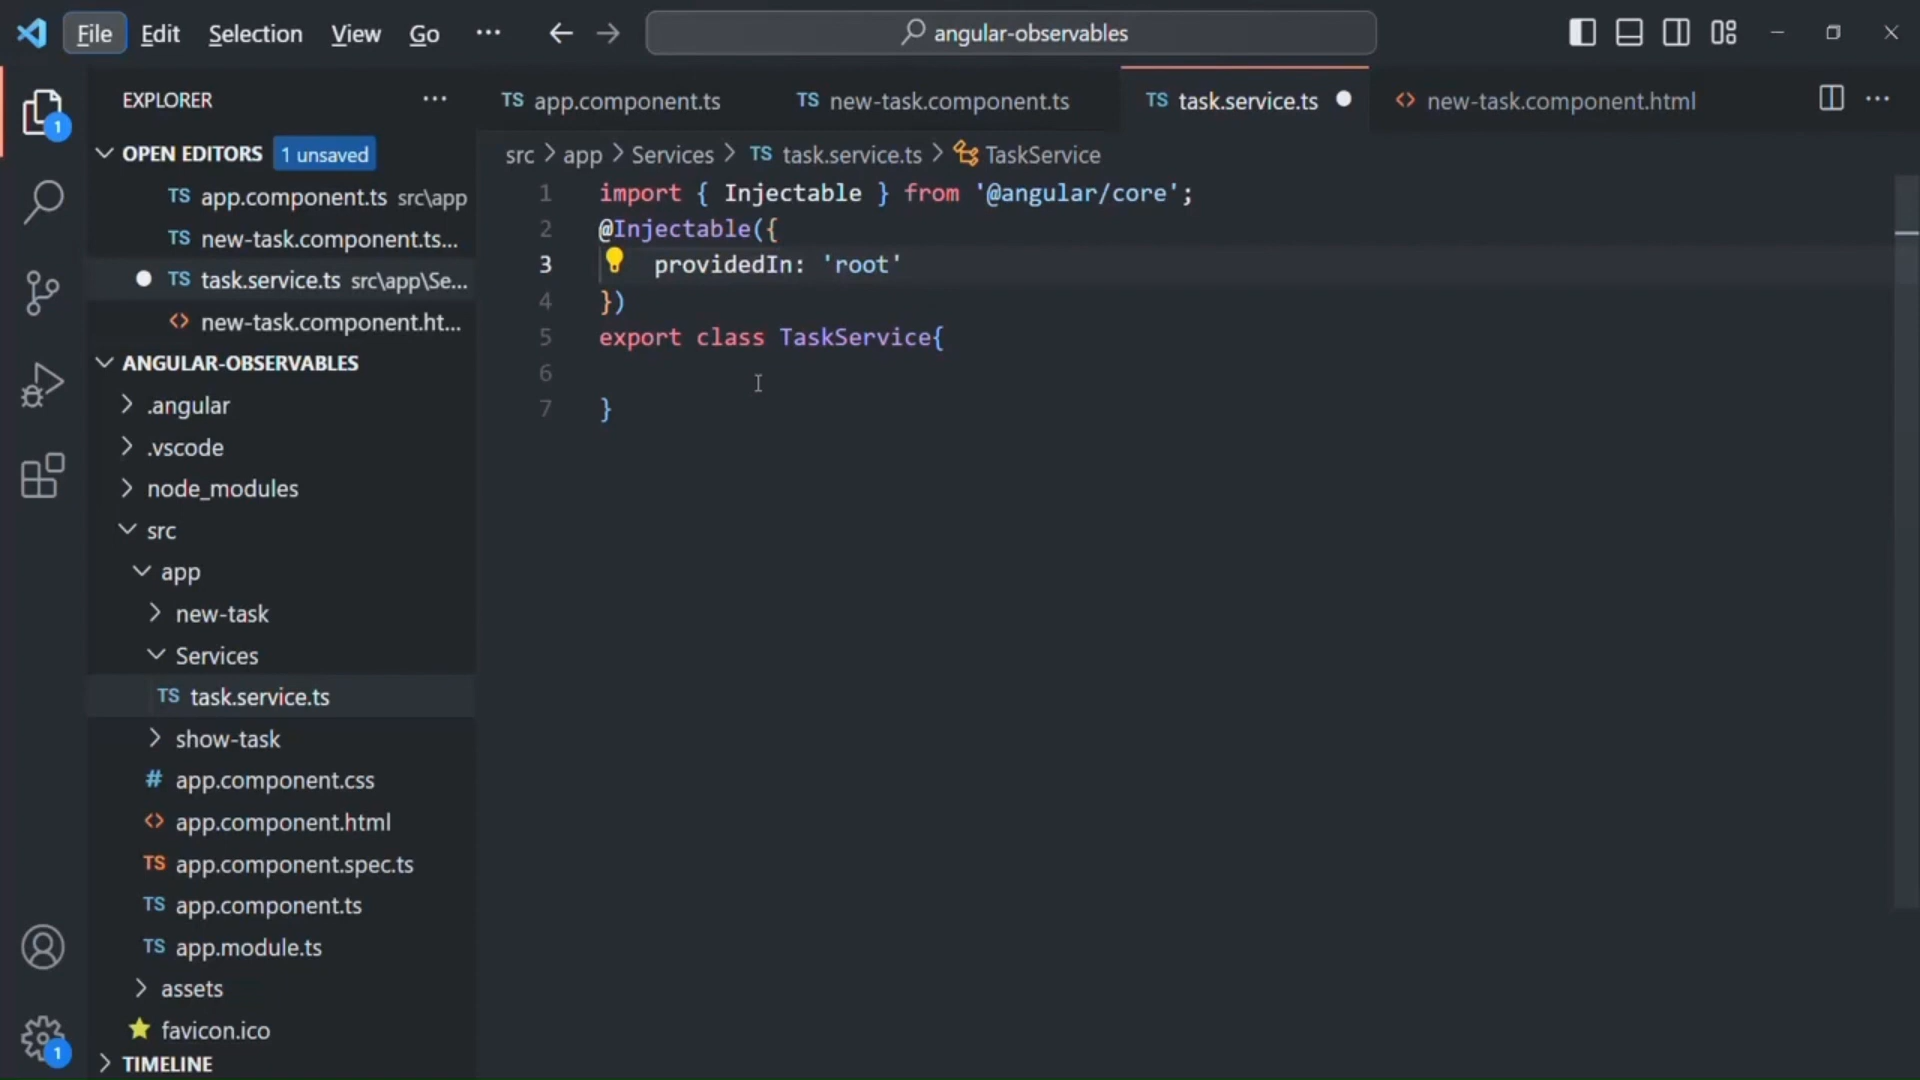 File Edit Selection View Go ··· angular-observables
EXPLORER ···
OPEN EDITORS 1 unsaved
TS app.component.ts src\app
TS new-task.component.ts...
TS task.service.ts src\app\Se...
<> new-task.component.ht...
ANGULAR-OBSERVABLES
.angular
.vscode
node_modules
src
app
new-task
Services
TS task.service.ts
show-task
# app.component.css
<> app.component.html
TS app.component.spec.ts
TS app.component.ts
TS app.module.ts
assets
favicon.ico
TIMELINE
1
1
TS app.component.ts TS new-task.component.ts TS task.service.ts <> new-task.component.html ···
src > app > Services > TS task.service.ts > TaskService
1 import { Injectable } from '@angular/core';
2 @Injectable({
3 providedIn: 'root'
4 })
5 export class TaskService{
6
7 }